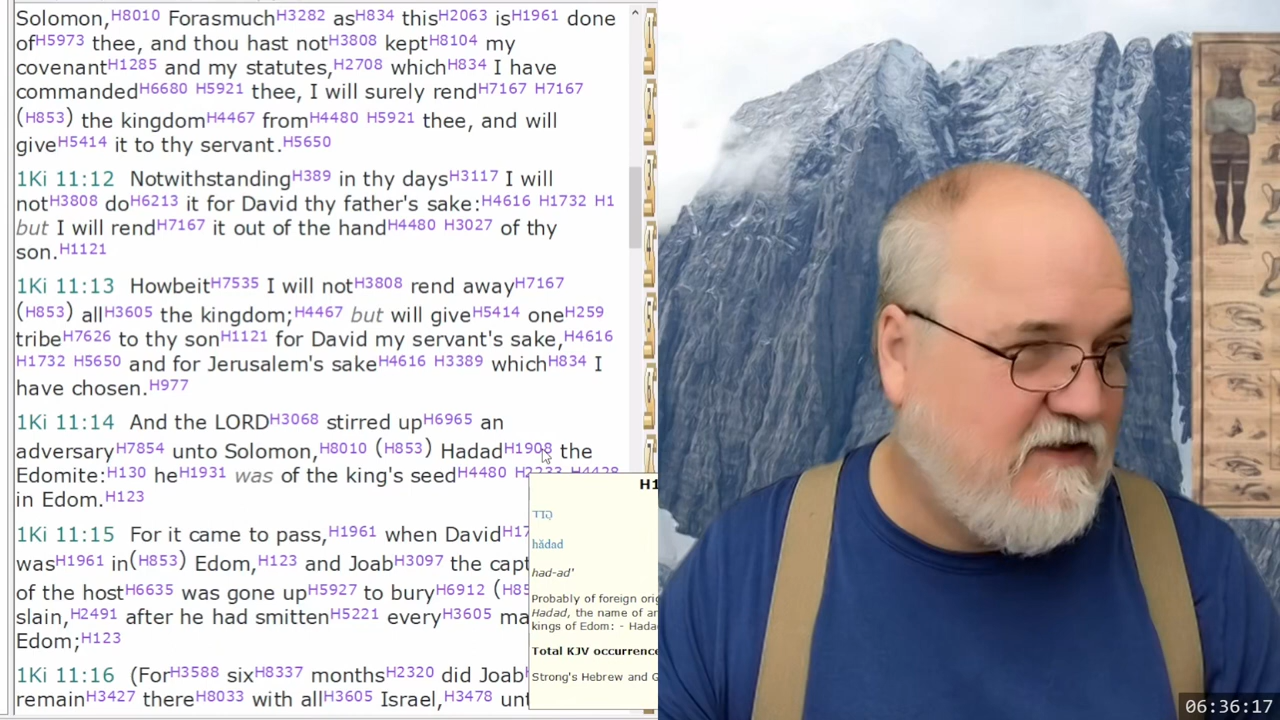 Solomon,H8010 ForasmuchH3282 asH834 thisH2063 isH1961 done
ofH5973 thee, and thou hast notH3808 keptH8104 my
covenantH1285 and my statutes,H2708 whichH834 I have
commandedH6680 H5921 thee, I will surely rendH7167 H7167
(H853) the kingdomH4467 fromH4480 H5921 thee, and will
giveH5414 it to thy servant.H5650
1Ki 11:12 NotwithstandingH389 in thy daysH3117 I will
notH3808 doH6213 it for David thy father's sake:H4616 H1732 H1
but I will rendH7167 it out of the handH4480 H3027 of thy
son.H1121
1Ki 11:13 HowbeitH7535 I will notH3808 rend awayH7167
(H853) allH3605 the kingdom;H4467 but will giveH5414 oneH259
tribeH7626 to thy sonH1121 for David my servant's sake,H4616
H1732 H5650 and for Jerusalem's sakeH4616 H3389 whichH834 I
have chosen.H977
1Ki 11:14 And the LORDH3068 stirred upH6965 an
adversaryH7854 unto Solomon,H8010 (H853) HadadH1908 the
Edomite:H130 heH1931 was of the king's seedH4480 H2233 H4428
in Edom.H123
1Ki 11:15 For it came to pass,H1961 when DavidH17
wasH1961 in(H853) Edom,H123 and JoabH3097 the capt
of the hostH6635 was gone upH5927 to buryH6912 (H85
slain,H2491 after he had smittenH5221 everyH3605 ma
Edom;H123
1Ki 11:16 (ForH3588 sixH8337 monthsH2320 did JoabH
remainH3427 thereH8033 with allH3605 Israel,H3478 unt
H1
הֲדַד
hădad
had-ad'
Probably of foreign orig
Hadad, the name of an
kings of Edom: - Hada
Total KJV occurrence
Strong's Hebrew and G
06:36:17